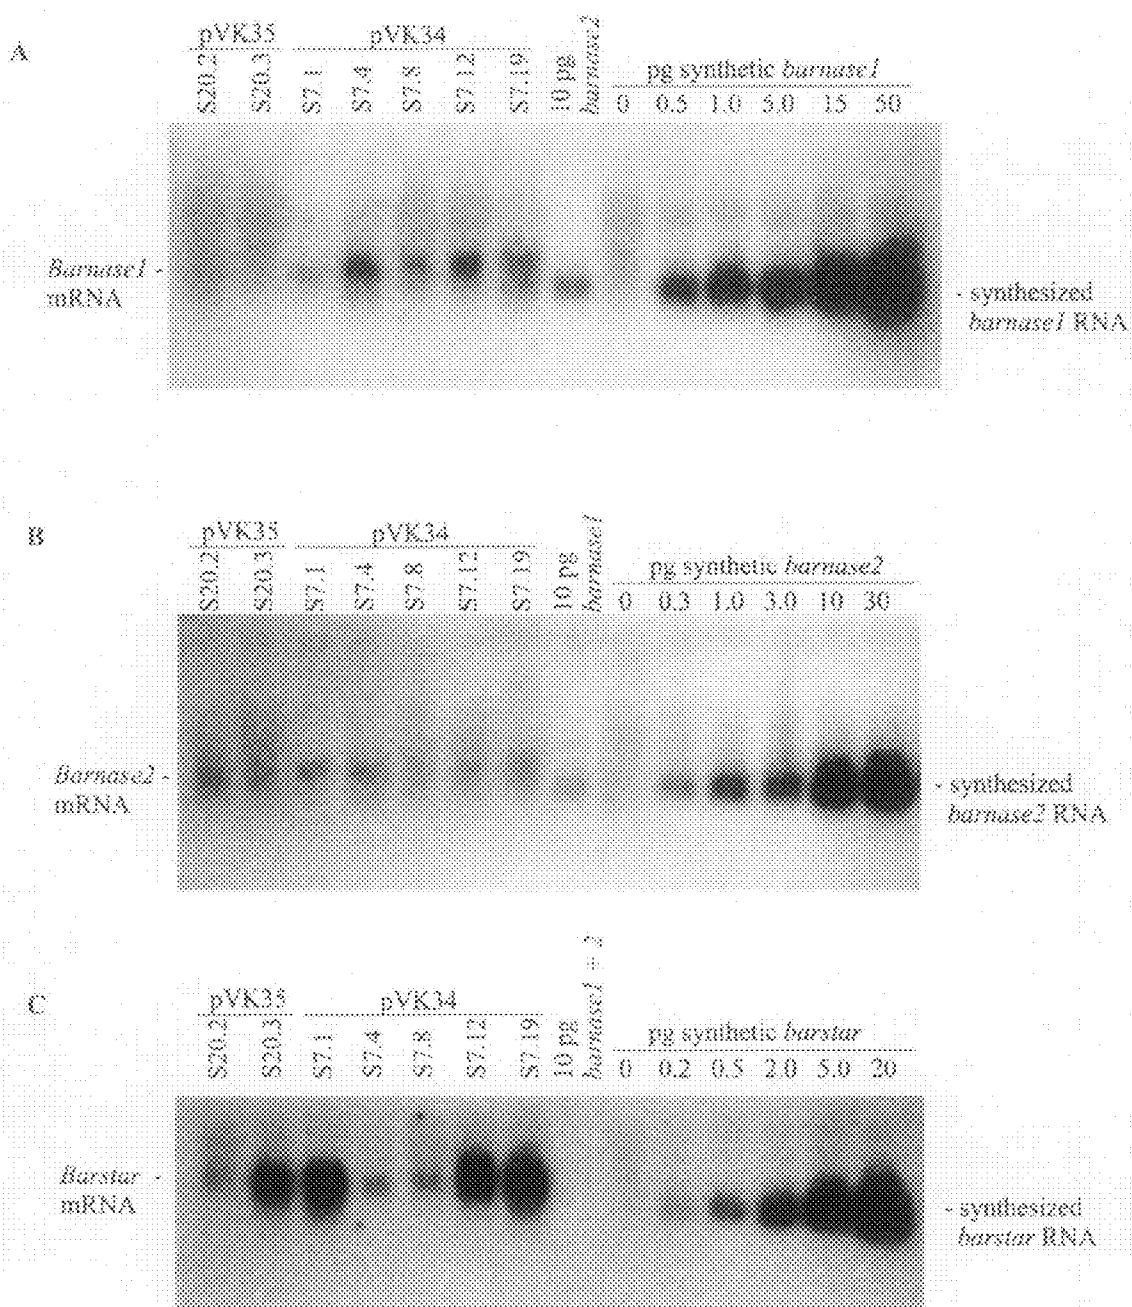 A
pVK35 pVK34
S20.2 S20.3 S7.1 S7.4 S7.8 S7.12 S7.19 10 pg barnase2
pg synthetic barnase1
0 0.5 1.0 5.0 15 50
Barnase1 -
mRNA
- synthesized
barnase1 RNA
B
pVK35 pVK34
S20.2 S20.3 S7.1 S7.4 S7.8 S7.12 S7.19 10 pg barnase1
pg synthetic barnase2
0 0.3 1.0 3.0 10 30
Barnase2 -
mRNA
- synthesized
barnase2 RNA
C
pVK35 pVK34
S20.2 S20.3 S7.1 S7.4 S7.8 S7.12 S7.19 10 pg barnase1 + 2
pg synthetic barstar
0 0.2 0.5 2.0 5.0 20
Barstar -
mRNA
- synthesized
barstar RNA